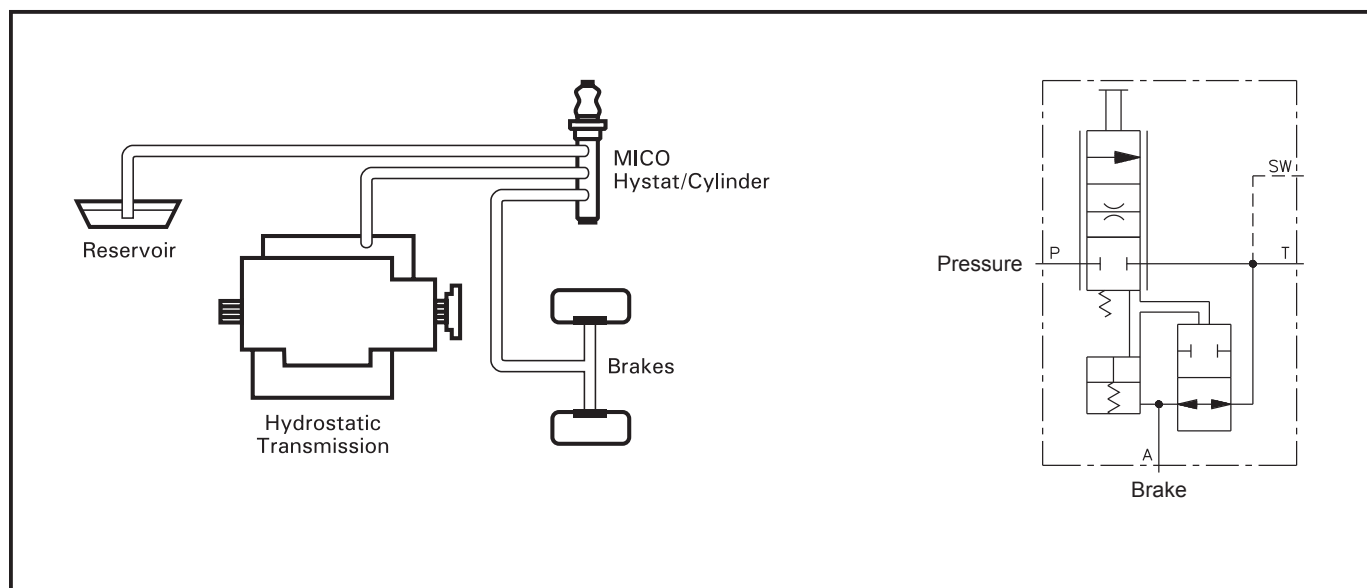 MICO
Hystat/Cylinder
Reservoir
Hydrostatic
Transmission
Brakes
Pressure
P
SW
T
A
Brake